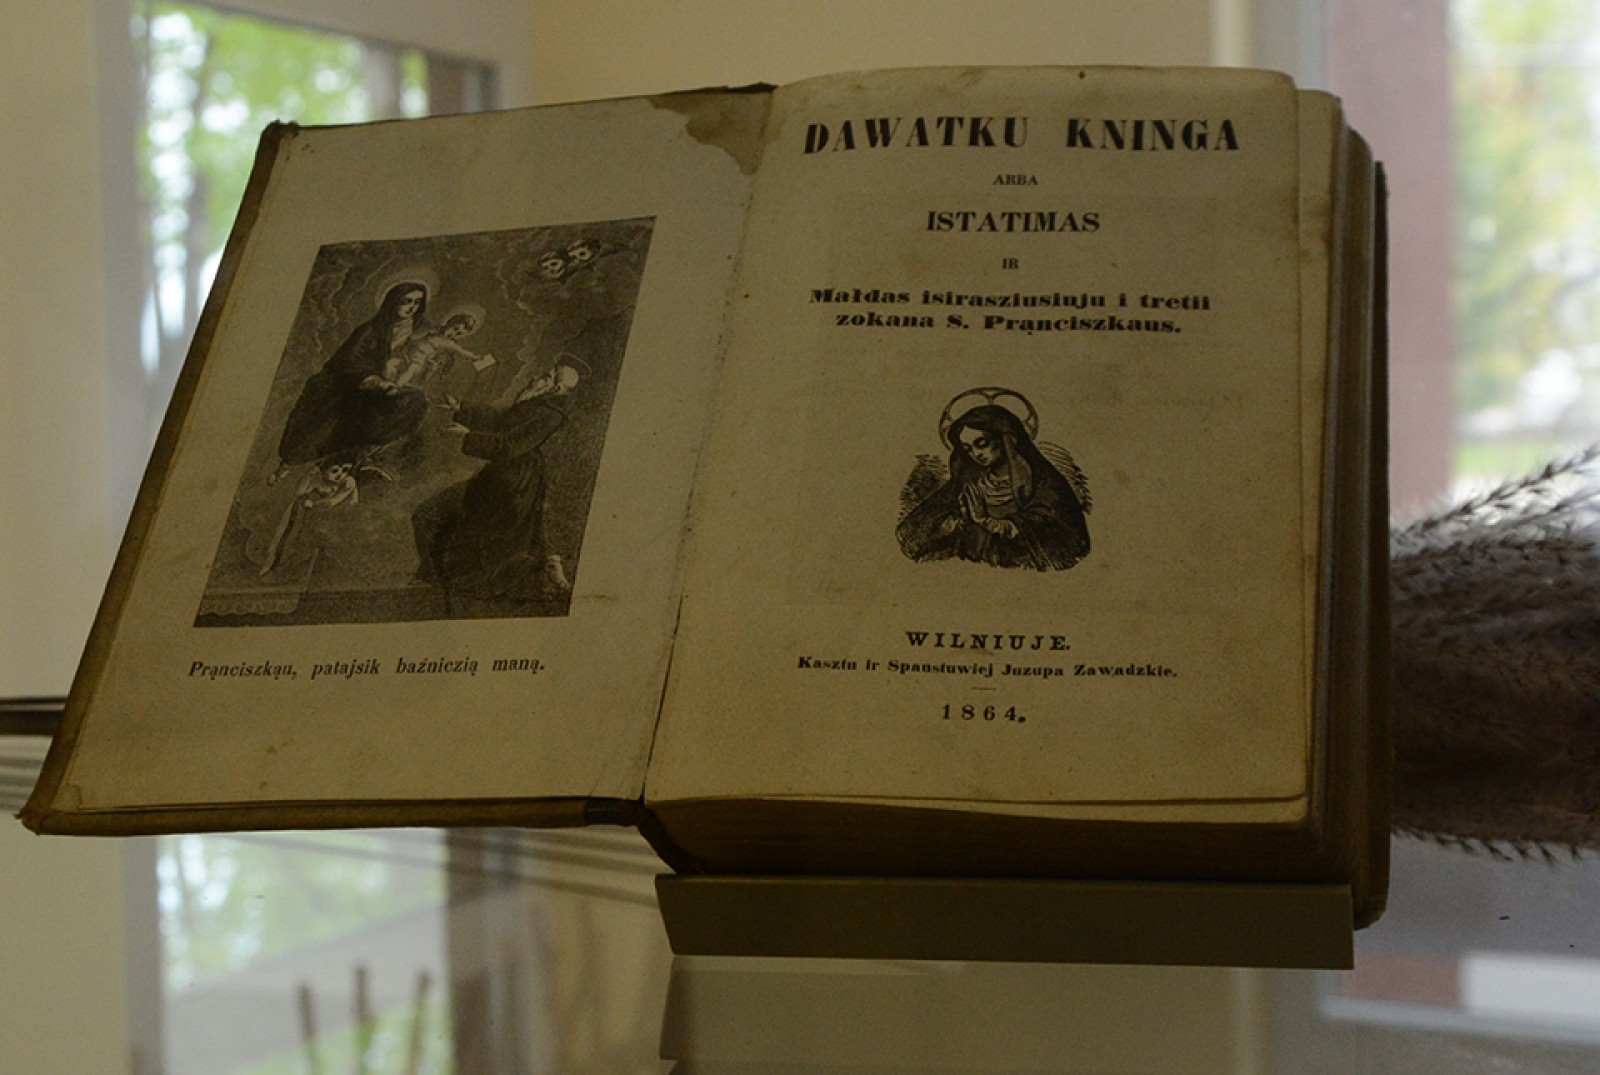 Prąnciszkąu, patajsik baźniczią maną.
DAWATKU KNINGA
ARBA
ISTATIMAS
IR
Małdas isirasziusiuju i tretii
zokana S. Prąnciszkaus.
WILNIUJE.
Kasztu ir Spaustuwiej Juzupa Zawadzkie.
1864.